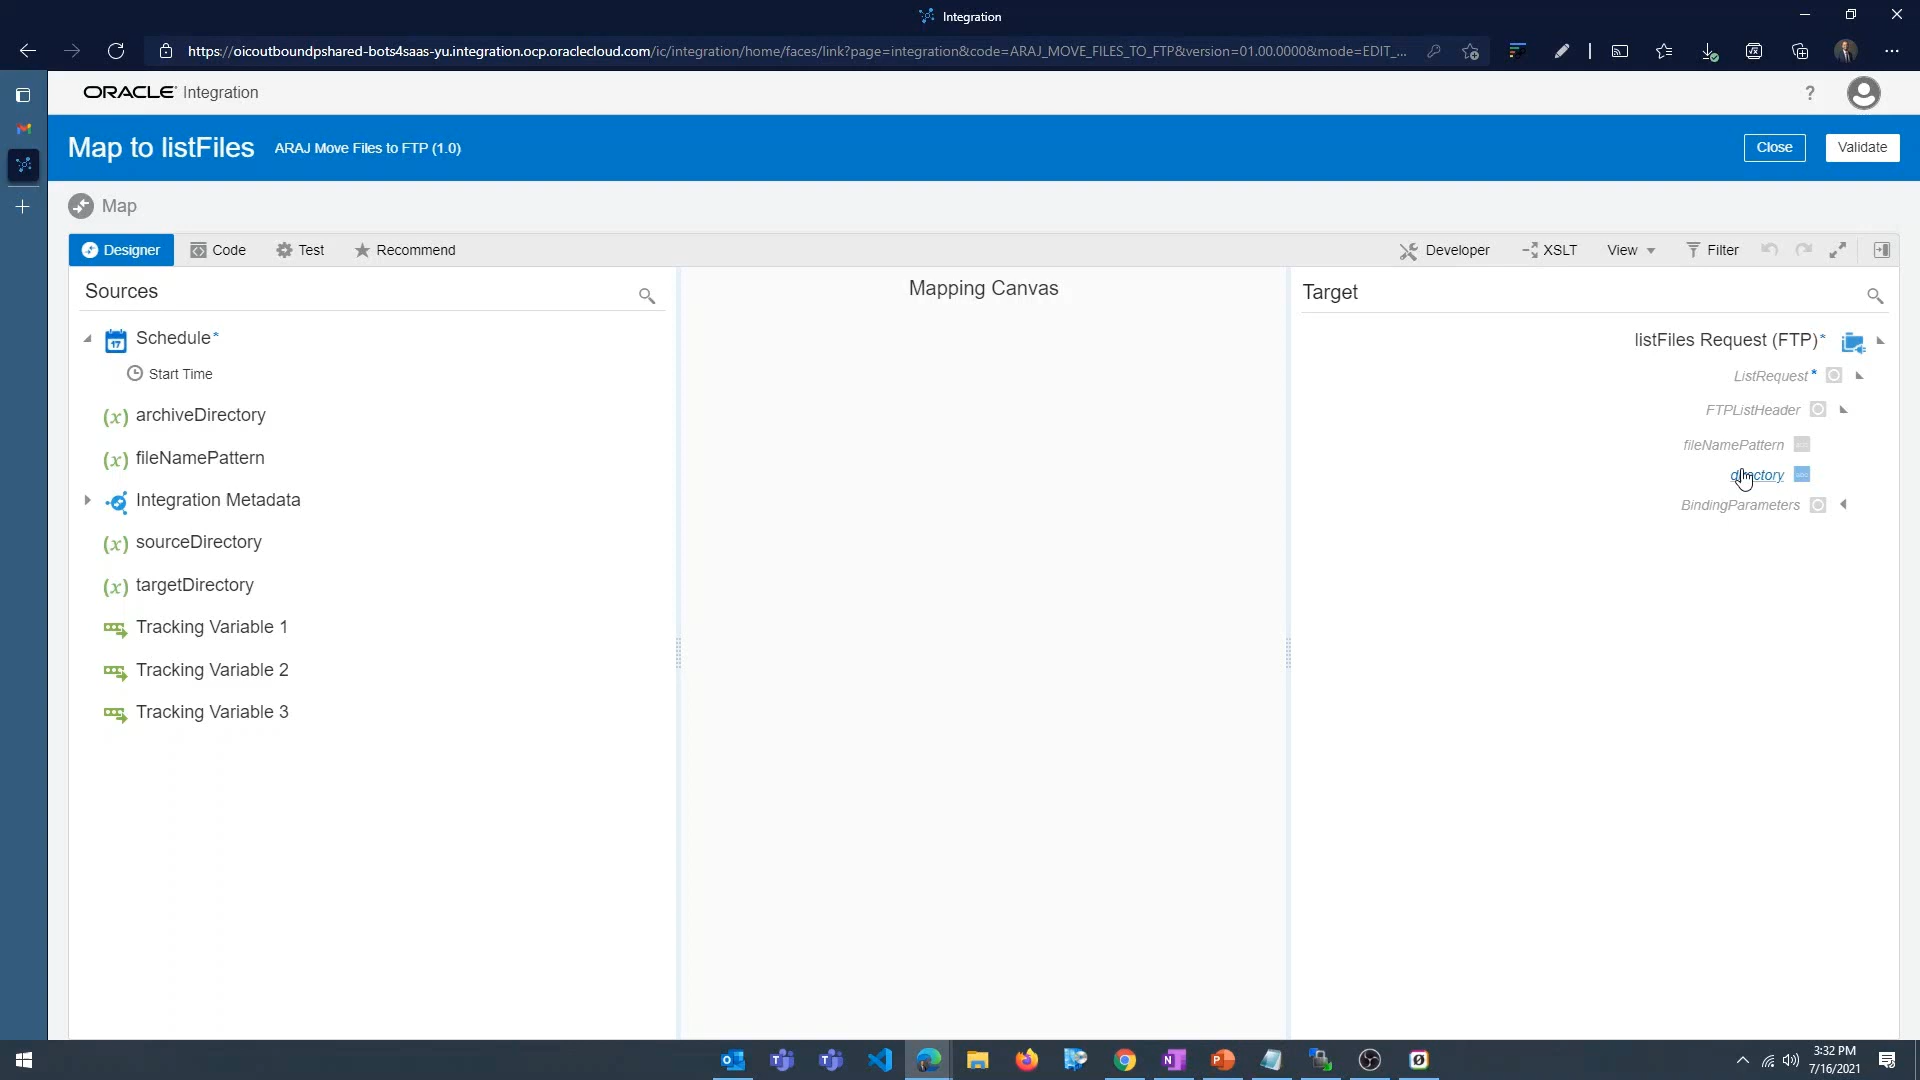 Integration
https://oicoutboundpshared-bots4saas-yu.integration.ocp.oraclecloud.com/ic/integration/home/faces/link?page=integration&code=ARAJ_MOVE_FILES_TO_FTP&version=01.00.0000&mode=EDIT_...
ORACLE Integration
?
Map to listFiles ARAJ Move Files to FTP (1.0)
Close Validate
Map
Designer Code Test Recommend Developer XSLT View Filter
Sources
Mapping Canvas
Target
17 Schedule*
Start Time
(x) archiveDirectory
(x) fileNamePattern
Integration Metadata
(x) sourceDirectory
(x) targetDirectory
Tracking Variable 1
Tracking Variable 2
Tracking Variable 3
listFiles Request (FTP)*
ListRequest *
FTPListHeader
fileNamePattern
directory
BindingParameters
3:32 PM
7/16/2021